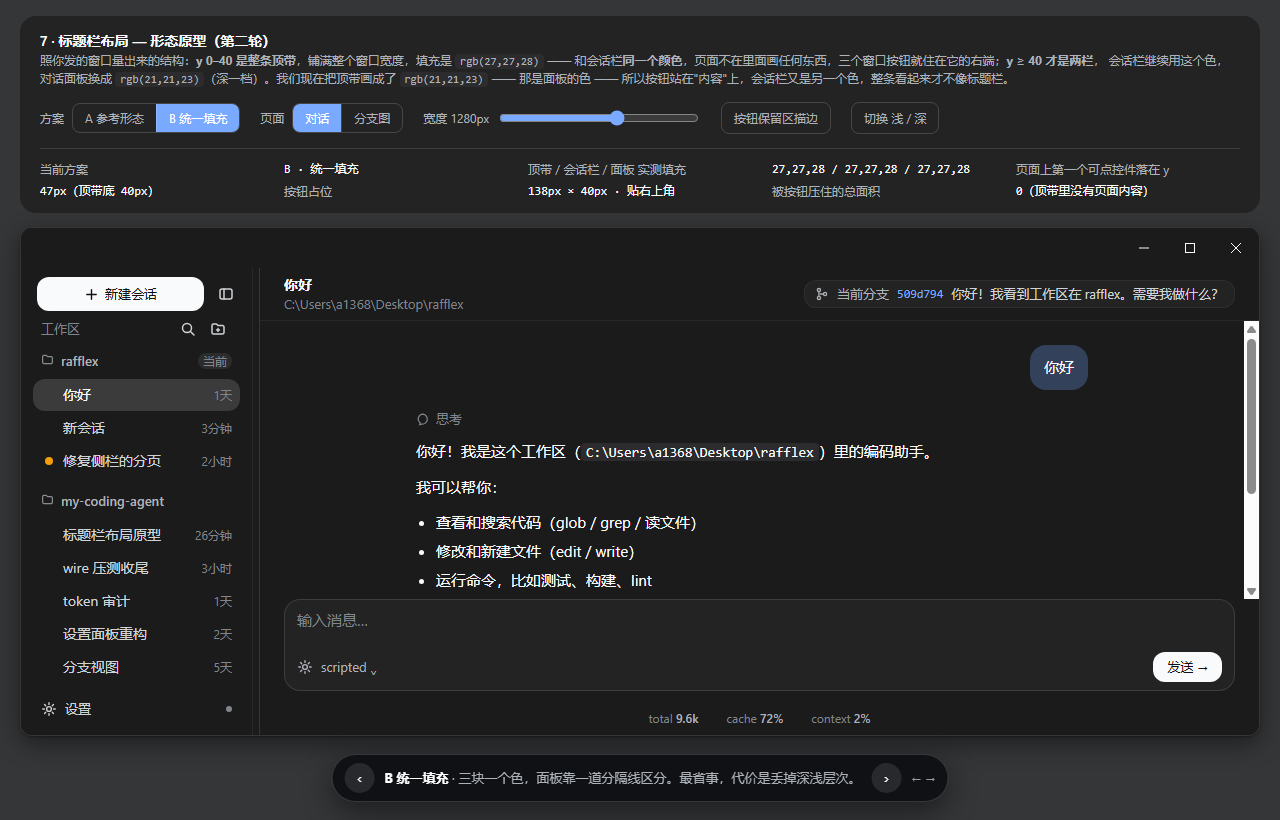 7 · 标题栏布局 — 形态原型（第二轮）
照你发的窗口量出来的结构：y 0–40 是整条顶带，铺满整个窗口宽度，填充是 rgb(27,27,28) —— 和会话栏同一个颜色，页面不在里面画任何东西，三个窗口按钮就住在它的右端；y ≥ 40 才是两栏， 会话栏继续用这个色，
对话面板换成 rgb(21,21,23)（深一档）。我们现在把顶带画成了 rgb(21,21,23) —— 那是面板的色 —— 所以按钮站在"内容"上，会话栏又是另一个色，整条看起来才不像标题栏。
方案 A 参考形态 B 统一填充 页面 对话 分支图 宽度 1280px 按钮保留区描边 切换 浅 / 深
当前方案 B · 统一填充 顶带 / 会话栏 / 面板 实测填充 27,27,28 / 27,27,28 / 27,27,28 页面上第一个可点控件落在 y
47px（顶带底 40px） 按钮占位 138px × 40px · 贴右上角 被按钮压住的总面积 0（顶带里没有页面内容）
+ 新建会话
你好
C:\Users\a1368\Desktop\rafflex
当前分支 509d794 你好！我看到工作区在 rafflex。需要我做什么？
工作区
rafflex 当前
你好 1天
新会话 3分钟
修复侧栏的分页 2小时
my-coding-agent
标题栏布局原型 26分钟
wire 压测收尾 3小时
token 审计 1天
设置面板重构 2天
分支视图 5天
设置
你好
思考
你好！我是这个工作区（C:\Users\a1368\Desktop\rafflex）里的编码助手。
我可以帮你：
• 查看和搜索代码（glob / grep / 读文件）
• 修改和新建文件（edit / write）
• 运行命令，比如测试、构建、lint
输入消息...
scripted
发送 →
total 9.6k cache 72% context 2%
‹ B 统一填充 · 三块一个色，面板靠一道分隔线区分。最省事，代价是丢掉深浅层次。 › ←→